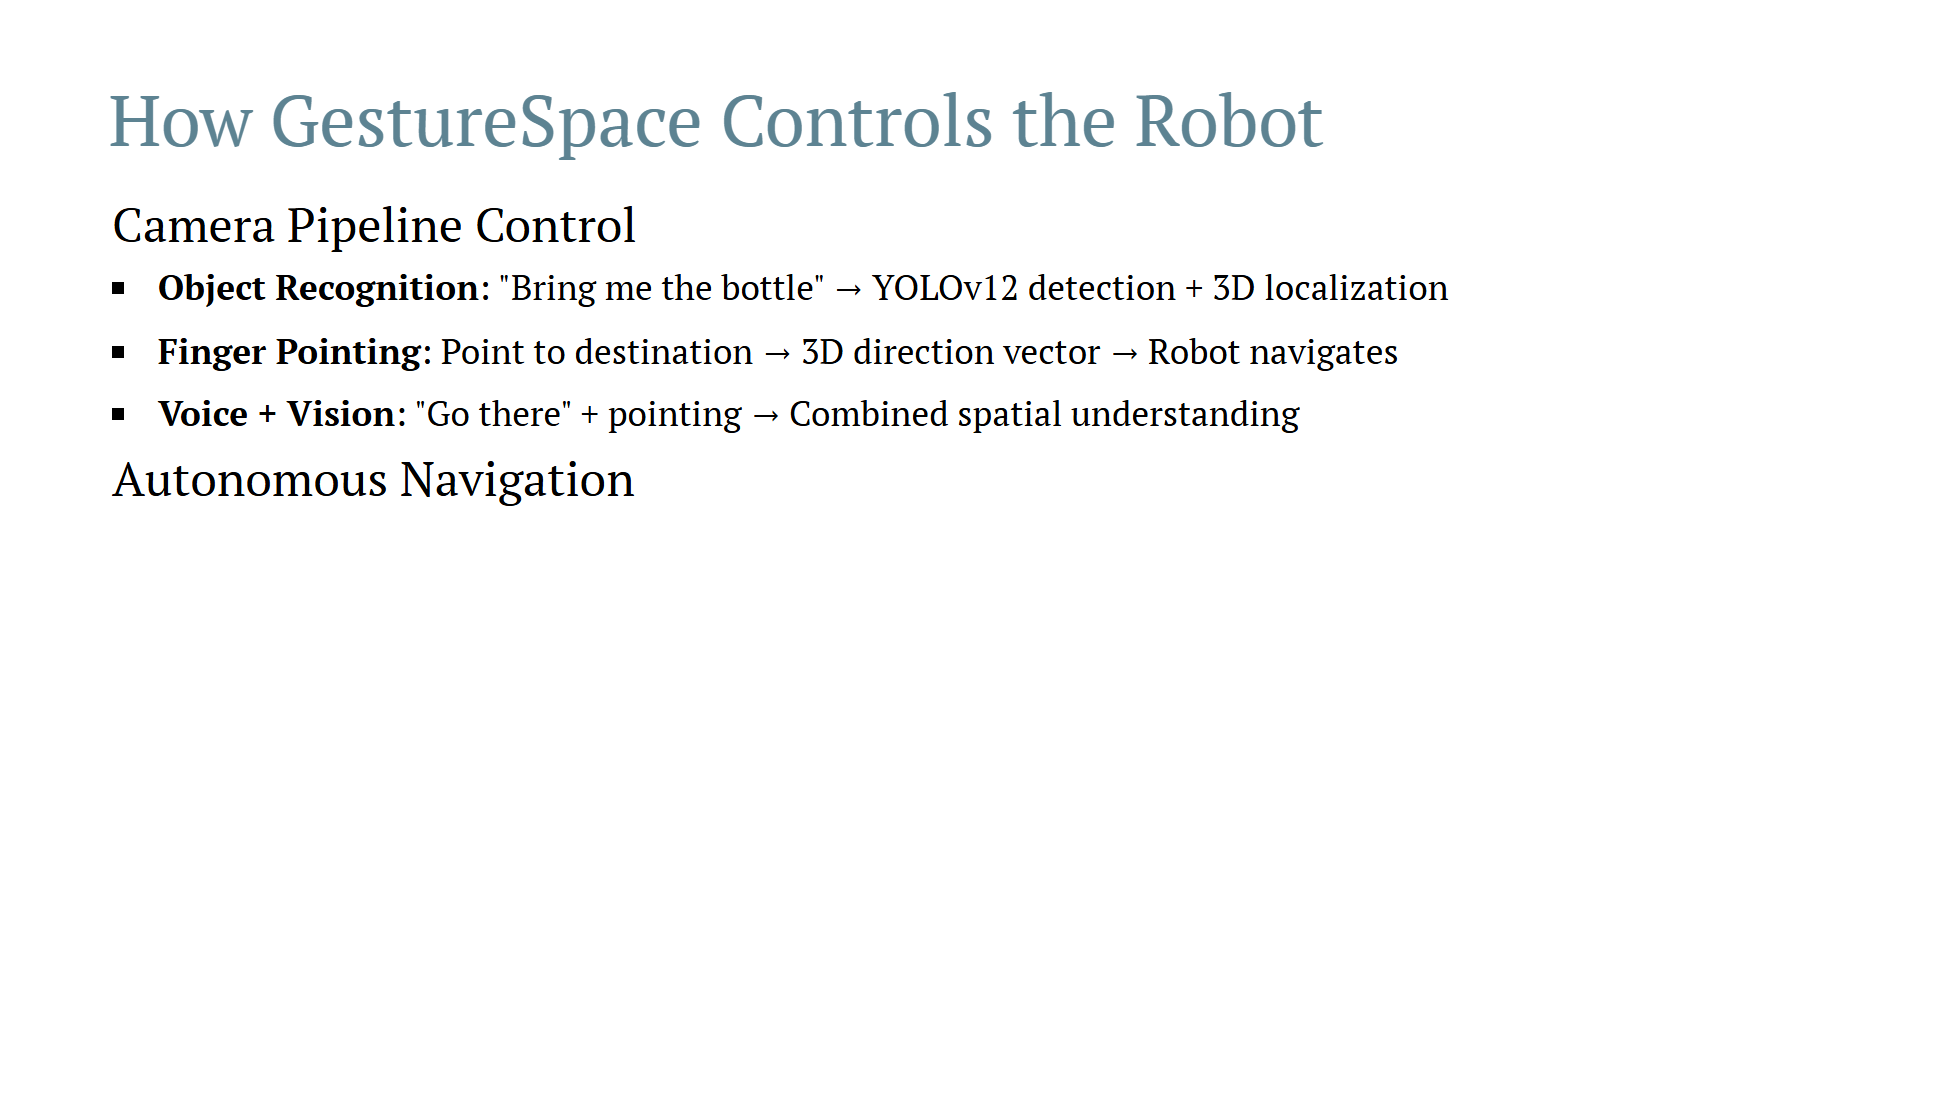 How GestureSpace Controls the Robot
Camera Pipeline Control
▪ Object Recognition: "Bring me the bottle" → YOLOv12 detection + 3D localization
▪ Finger Pointing: Point to destination → 3D direction vector → Robot navigates
▪ Voice + Vision: "Go there" + pointing → Combined spatial understanding
Autonomous Navigation